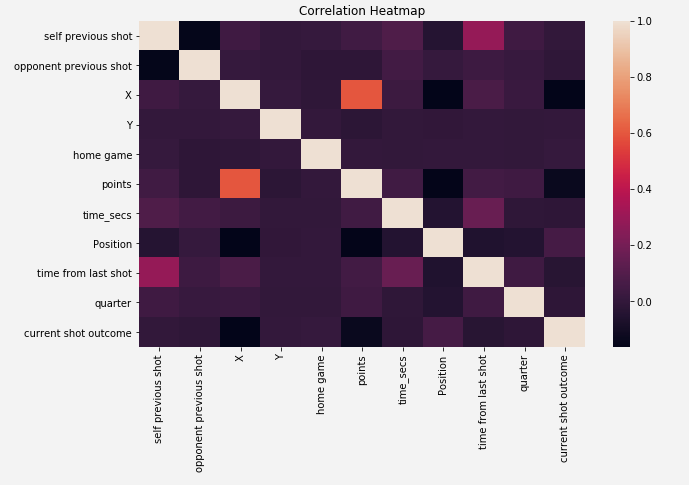 Correlation Heatmap
self previous shot
opponent previous shot
X
Y
home game
points
time_secs
Position
time from last shot
quarter
current shot outcome
self previous shot
opponent previous shot
X
Y
home game
points
time_secs
Position
time from last shot
quarter
current shot outcome
1.0
0.8
0.6
0.4
0.2
0.0